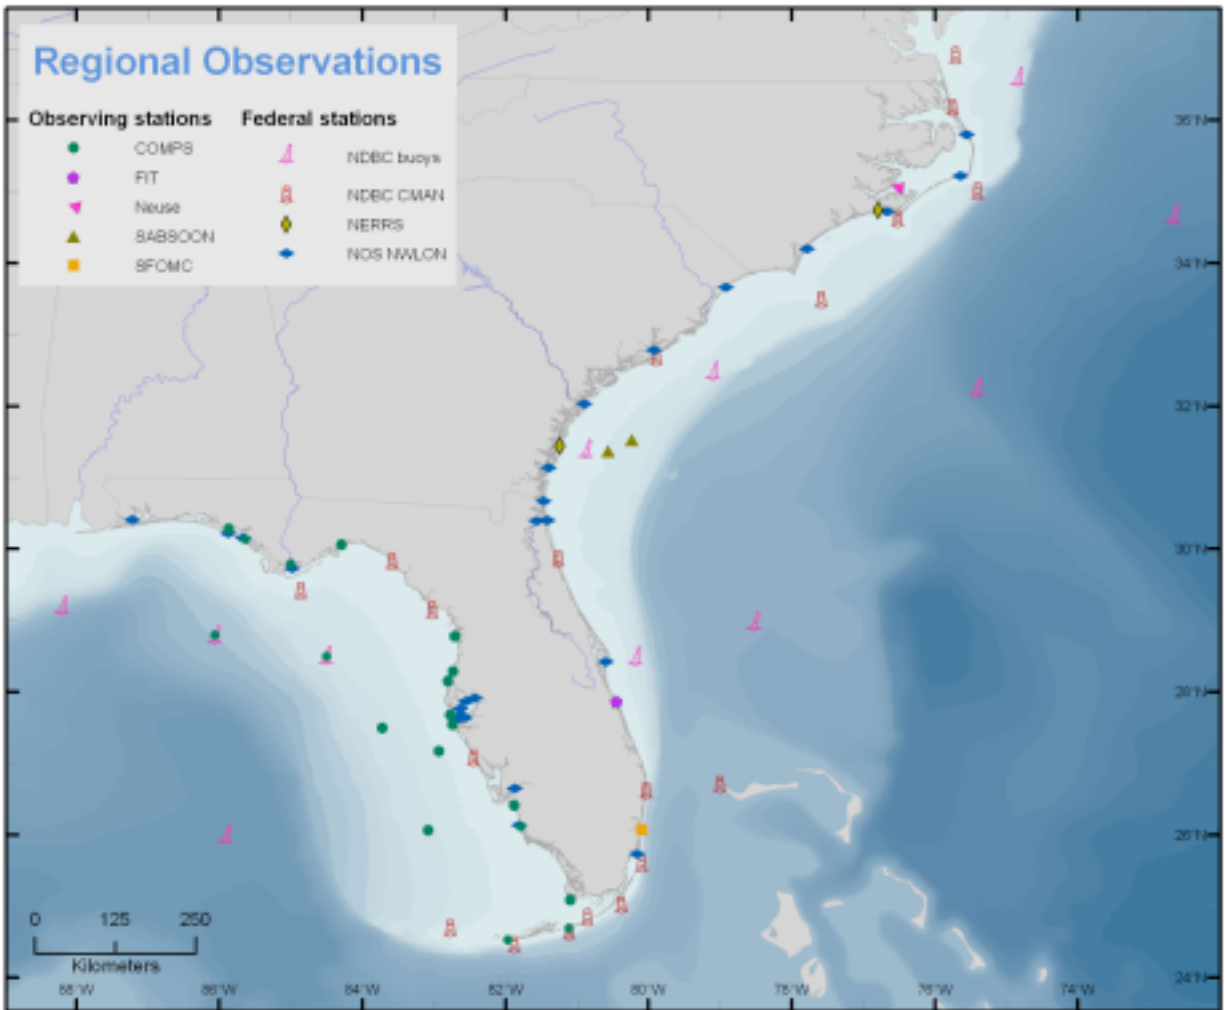 Regional Observations
Observing stations Federal stations
COMPS
FIT
Neuse
SABSOON
SFOMC
NDBC buoys
NDBC CMAN
NERRS
NOS NWLON
36°N
34°N
32°N
30°N
28°N
26°N
24°N
0 125 250
Kilometers
88°W 86°W 84°W 82°W 80°W 78°W 76°W 74°W